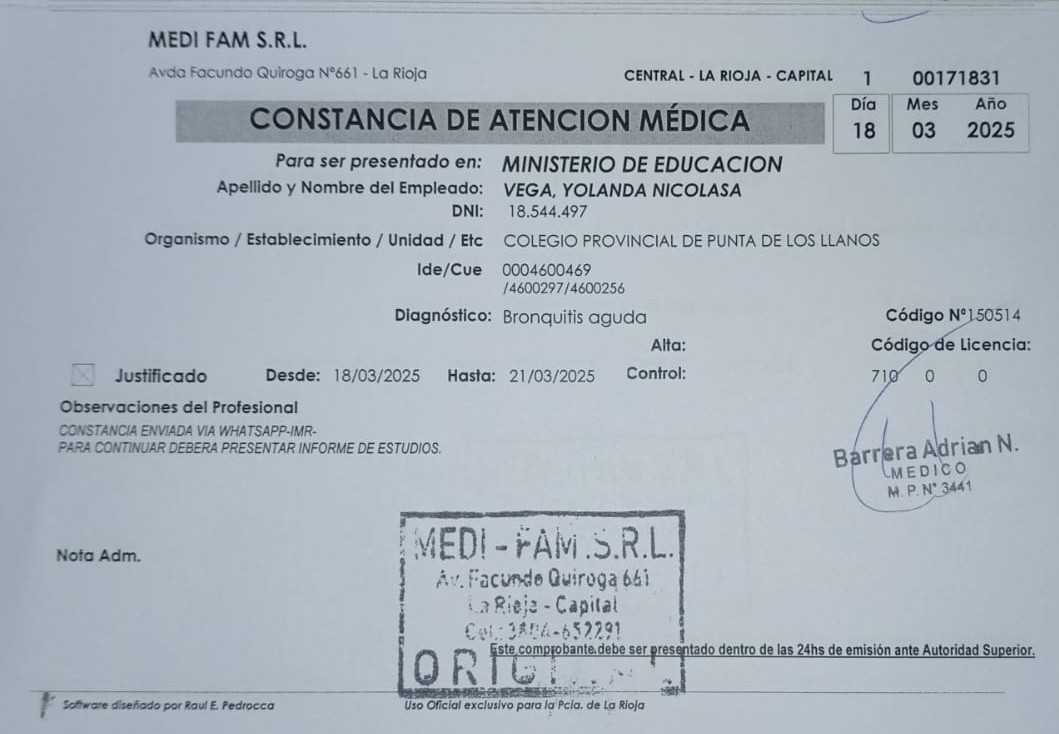 MEDI FAM S.R.L.
Avda Facundo Quiroga Nº661 - La Rioja
CENTRAL - LA RIOJA - CAPITAL 1 00171831
CONSTANCIA DE ATENCION MÉDICA
Día Mes Año
18 03 2025
Para ser presentado en: MINISTERIO DE EDUCACION
Apellido y Nombre del Empleado: VEGA, YOLANDA NICOLASA
DNI: 18.544.497
Organismo / Establecimiento / Unidad / Etc COLEGIO PROVINCIAL DE PUNTA DE LOS LLANOS
Ide/Cue 0004600469
/4600297/4600256
Diagnóstico: Bronquitis aguda Código Nº150514
Alta: Código de Licencia:
Justificado Desde: 18/03/2025 Hasta: 21/03/2025 Control: 710 0 0
Observaciones del Profesional
CONSTANCIA ENVIADA VIA WHATSAPP-IMR-
PARA CONTINUAR DEBERA PRESENTAR INFORME DE ESTUDIOS.
Barrera Adrian N.
MEDICO
M.P. Nº 3441
Nota Adm.
MEDI - FAM .S.R.L.
Av. Facundo Quiroga 661
La Rioja - Capital
Cel.: 3804-652291
Este comprobante debe ser presentado dentro de las 24hs de emisión ante Autoridad Superior.
Software diseñado por Raul E. Pedrocca
Uso Oficial exclusivo para la Pcia. de La Rioja